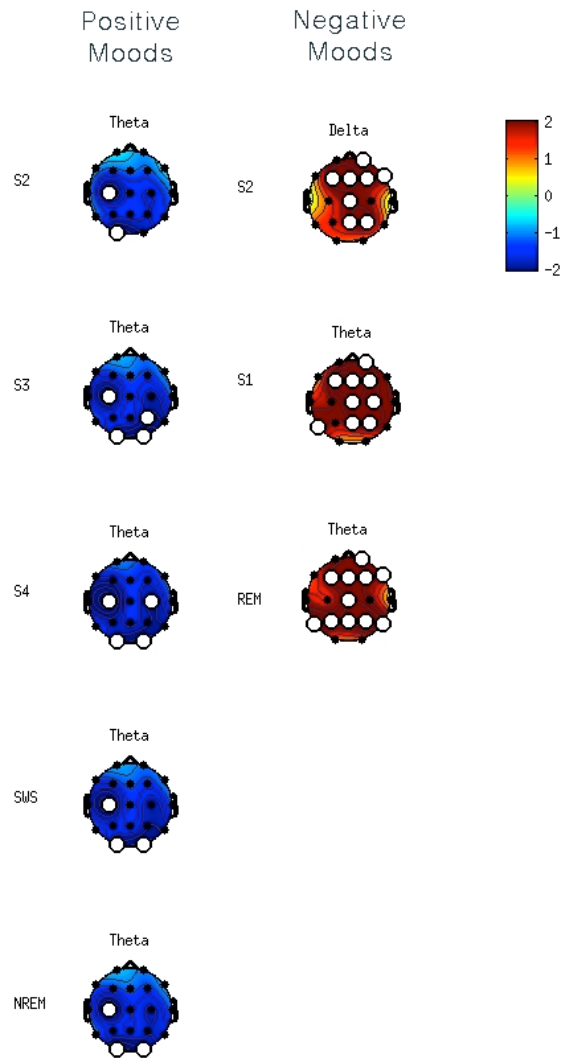 Positive
Moods
Negative
Moods
Theta
Delta
S2
S2
2
1
0
-1
-2
Theta
Theta
S3
S1
Theta
Theta
S4
REM
Theta
SWS
Theta
NREM